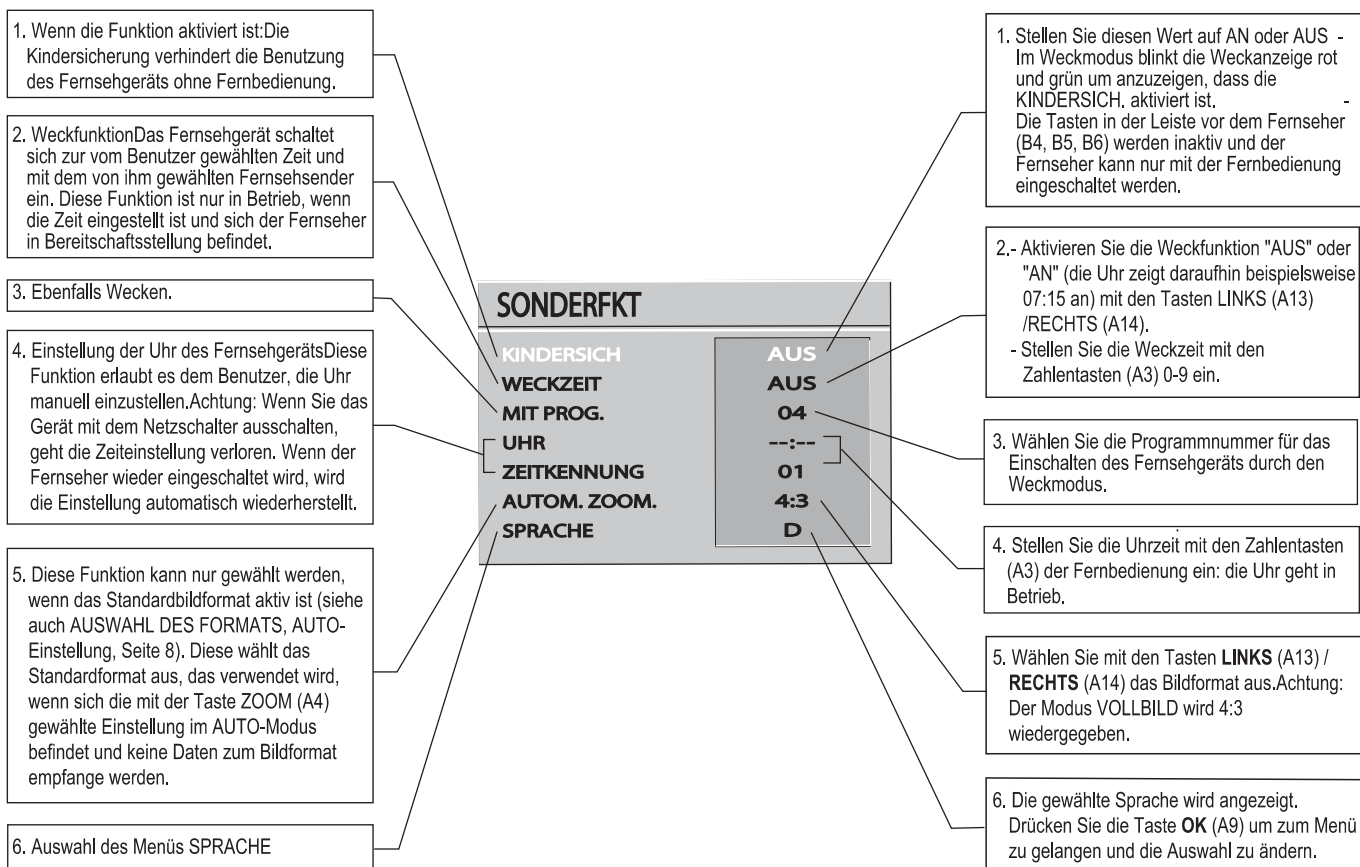 1. Wenn die Funktion aktiviert ist:Die
Kindersicherung verhindert die Benutzung
des Fernsehgeräts ohne Fernbedienung.
2. WeckfunktionDas Fernsehgerät schaltet
sich zur vom Benutzer gewählten Zeit und
mit dem von ihm gewählten Fernsehsender
ein. Diese Funktion ist nur in Betrieb, wenn
die Zeit eingestellt ist und sich der Fernseher
in Bereitschaftsstellung befindet.
3. Ebenfalls Wecken.
4. Einstellung der Uhr des FernsehgerätsDiese
Funktion erlaubt es dem Benutzer, die Uhr
manuell einzustellen.Achtung: Wenn Sie das
Gerät mit dem Netzschalter ausschalten,
geht die Zeiteinstellung verloren. Wenn der
Fernseher wieder eingeschaltet wird, wird
die Einstellung automatisch wiederherstellt.
5. Diese Funktion kann nur gewählt werden,
wenn das Standardbildformat aktiv ist (siehe
auch AUSWAHL DES FORMATS, AUTO-
Einstellung, Seite 8). Diese wählt das
Standardformat aus, das verwendet wird,
wenn sich die mit der Taste ZOOM (A4)
gewählte Einstellung im AUTO-Modus
befindet und keine Daten zum Bildformat
empfange werden.
6. Auswahl des Menüs SPRACHE
SONDERFKT
KINDERSICH AUS
WECKZEIT AUS
MIT PROG. 04
UHR --:--
ZEITKENNUNG 01
AUTOM. ZOOM. 4:3
SPRACHE D
1. Stellen Sie diesen Wert auf AN oder AUS -
Im Weckmodus blinkt die Weckanzeige rot
und grün um anzuzeigen, dass die
KINDERSICH. aktiviert ist. -
Die Tasten in der Leiste vor dem Fernseher
(B4, B5, B6) werden inaktiv und der
Fernseher kann nur mit der Fernbedienung
eingeschaltet werden.
2.- Aktivieren Sie die Weckfunktion "AUS" oder
"AN" (die Uhr zeigt daraufhin beispielsweise
07:15 an) mit den Tasten LINKS (A13)
/RECHTS (A14).
- Stellen Sie die Weckzeit mit den
Zahlentasten (A3) 0-9 ein.
3. Wählen Sie die Programmnummer für das
Einschalten des Fernsehgeräts durch den
Weckmodus.
4. Stellen Sie die Uhrzeit mit den Zahlentasten
(A3) der Fernbedienung ein: die Uhr geht in
Betrieb.
5. Wählen Sie mit den Tasten LINKS (A13) /
RECHTS (A14) das Bildformat aus.Achtung:
Der Modus VOLLBILD wird 4:3
wiedergegeben.
6. Die gewählte Sprache wird angezeigt.
Drücken Sie die Taste OK (A9) um zum Menü
zu gelangen und die Auswahl zu ändern.